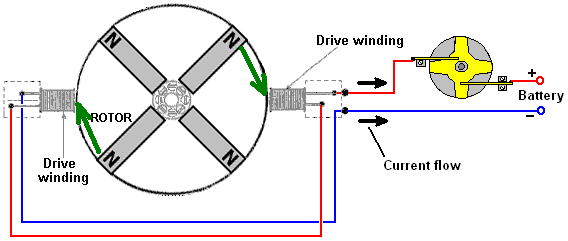 N
N
Drive winding
+
Battery
−
ROTOR
Drive
winding
N
N
Current flow